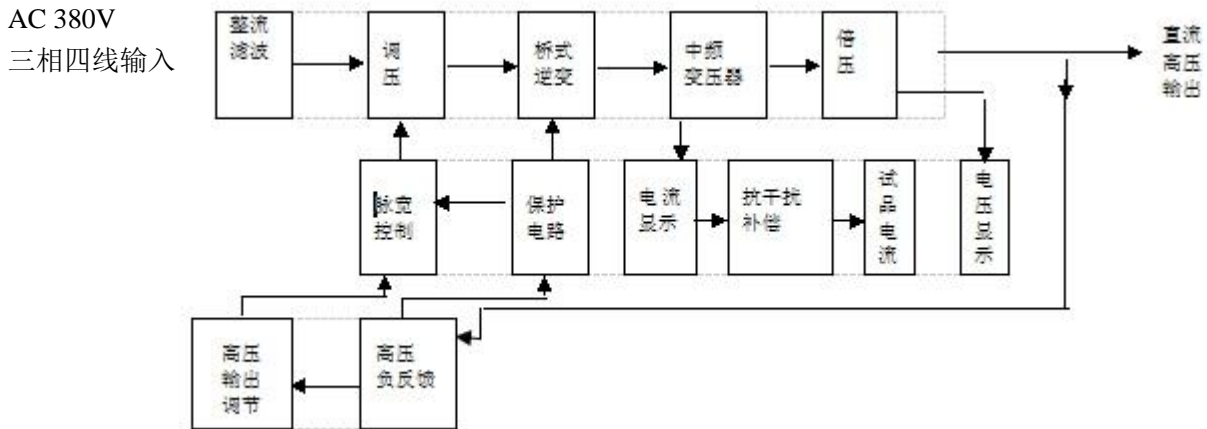 AC 380V
三相四线输入
整流
滤波
调
压
桥式
逆变
中频
变压器
倍
压
直流
高压
输出
脉宽
控制
保护
电路
电流
显示
抗干扰
补偿
试
品
电
流
电
压
显
示
高压
输出
调节
高压
负反馈